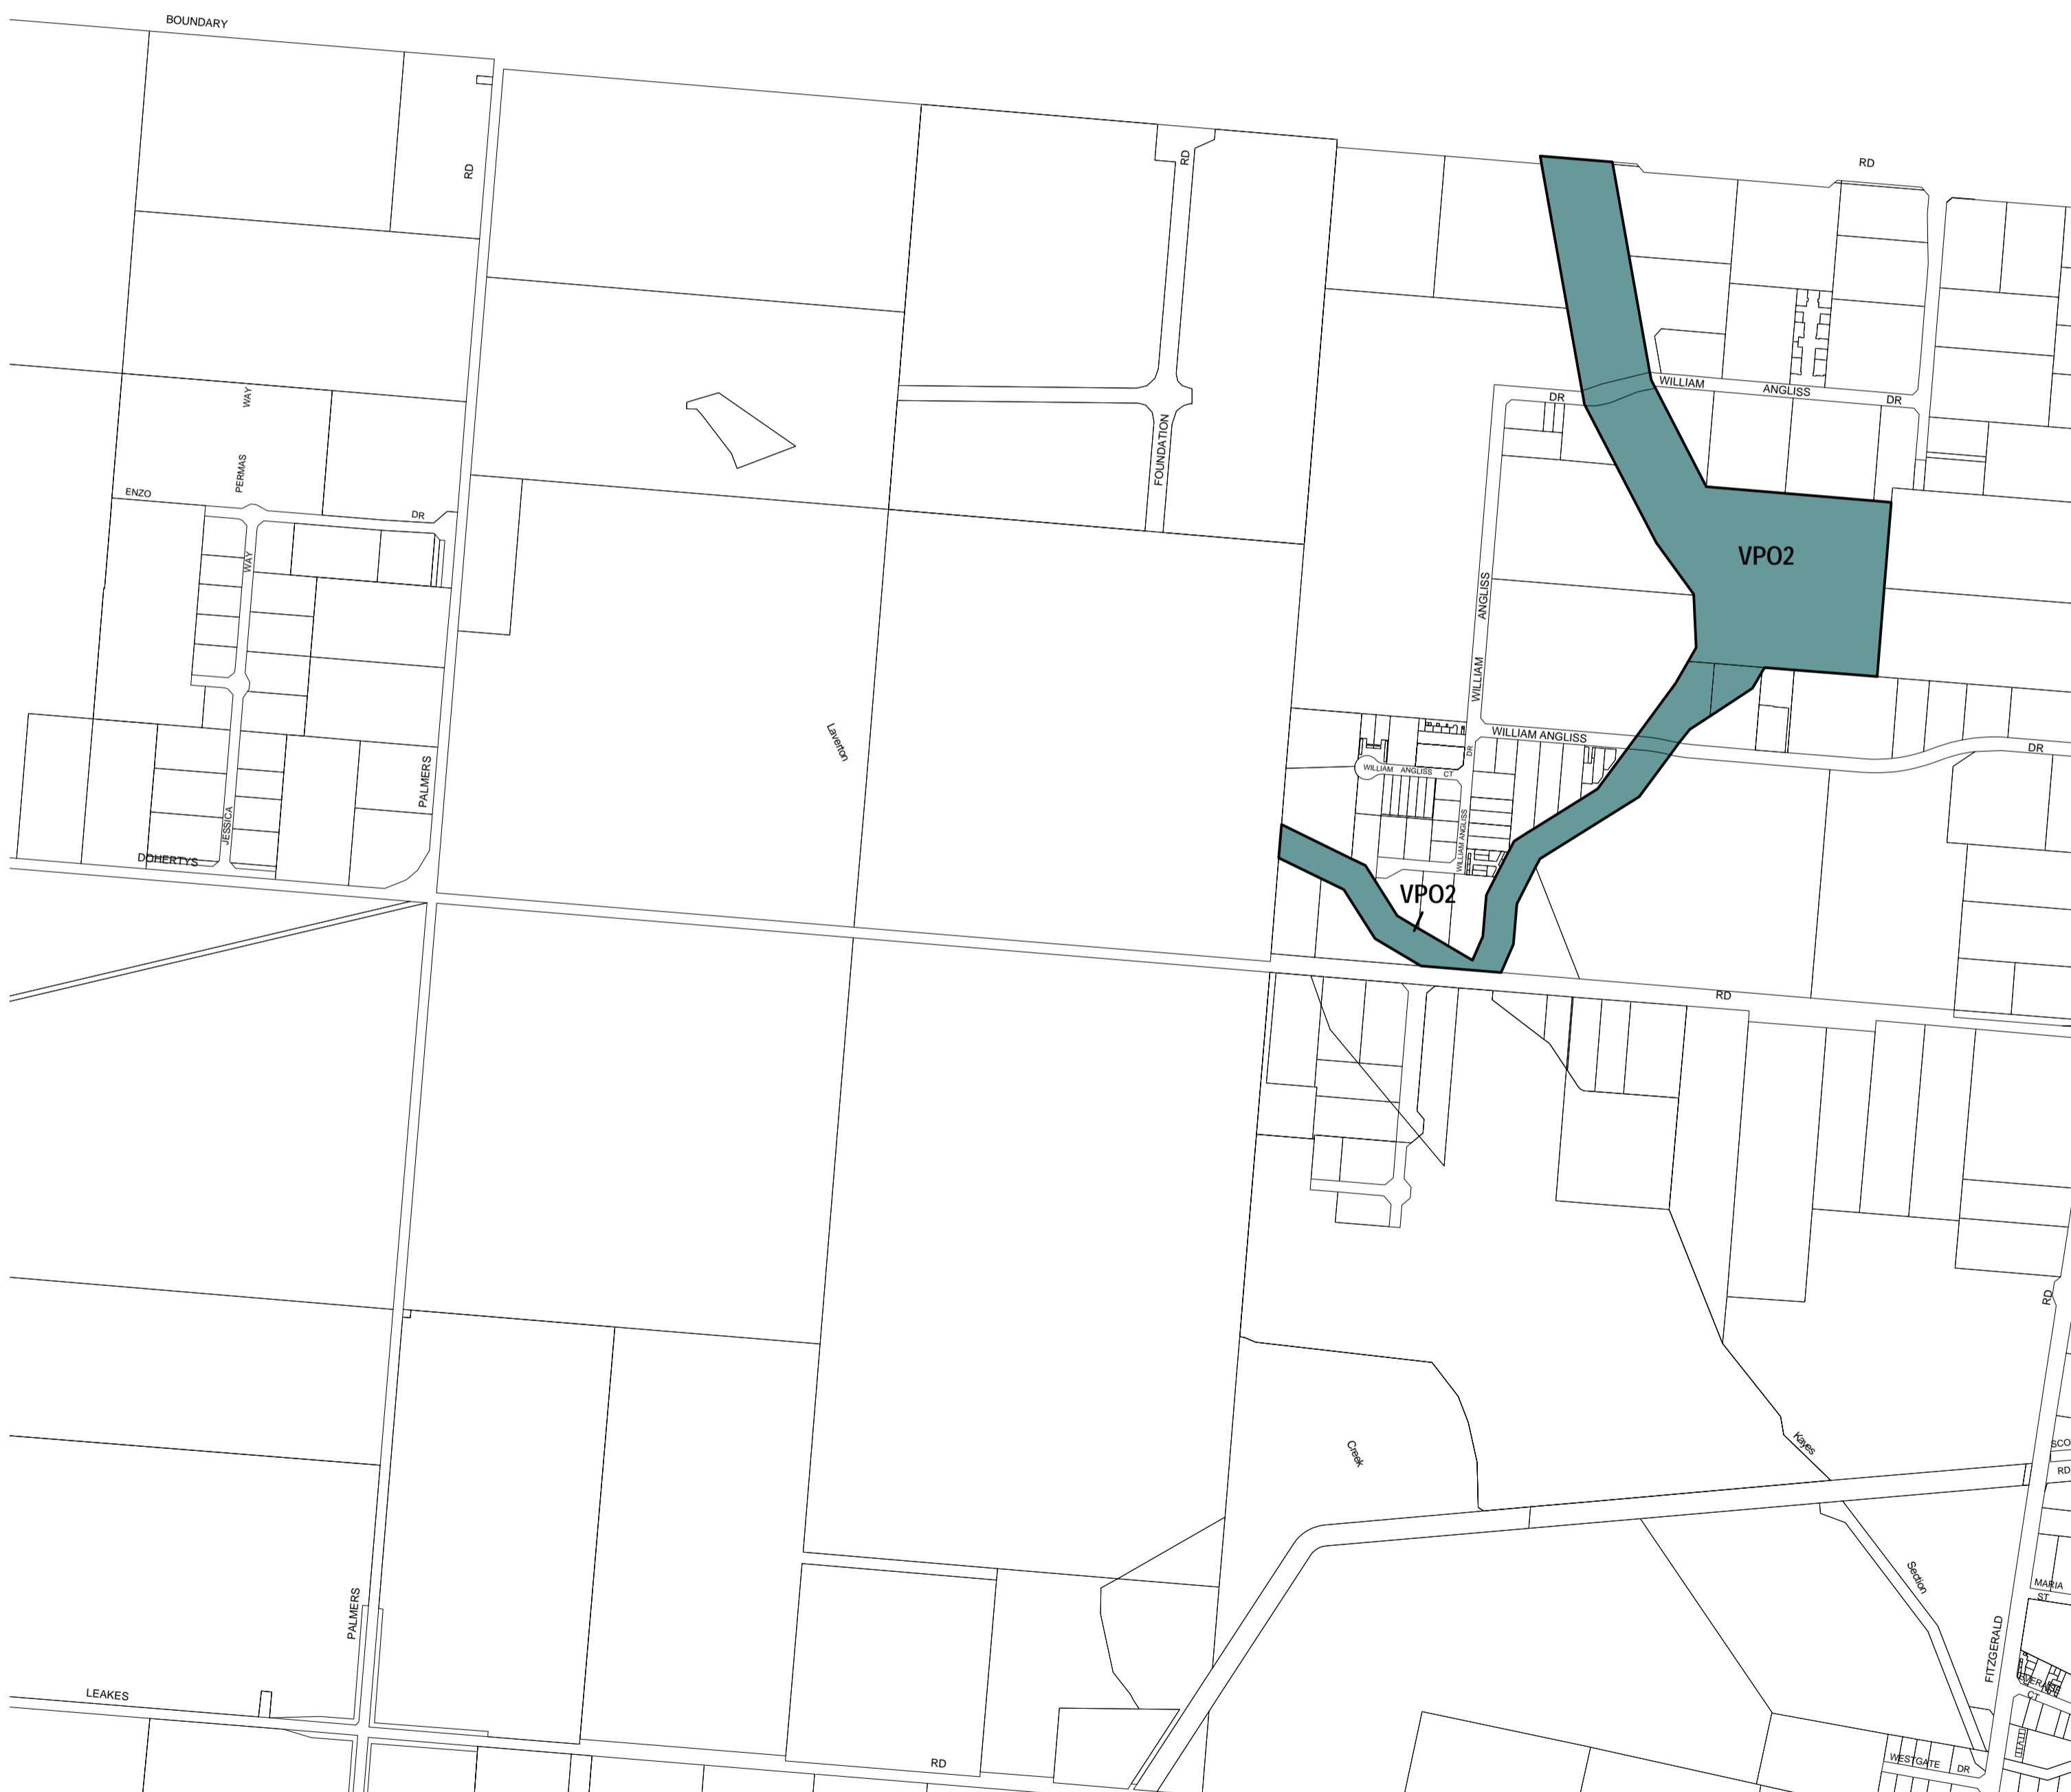 BOUNDARY
RD
RD
RD
WAY
PERMAS
ENZO
DR
WAY
FOUNDATION
WILLIAM
ANGLISS
DR
DR
VPO2
ANGLISS
WILLIAM
WILLIAM ANGLISS
DR
DR
WILLIAM ANGLISS CT
WILLIAM ANGLISS
Laverton
PALMERS
JESSICA
DOHERTYS
VPO2
RD
RD
Creek
Kayes
SCO
RD
Section
MARIA
ST
FITZGERALD
CT
PALMERS
LEAKES
RD
WESTGATE DR